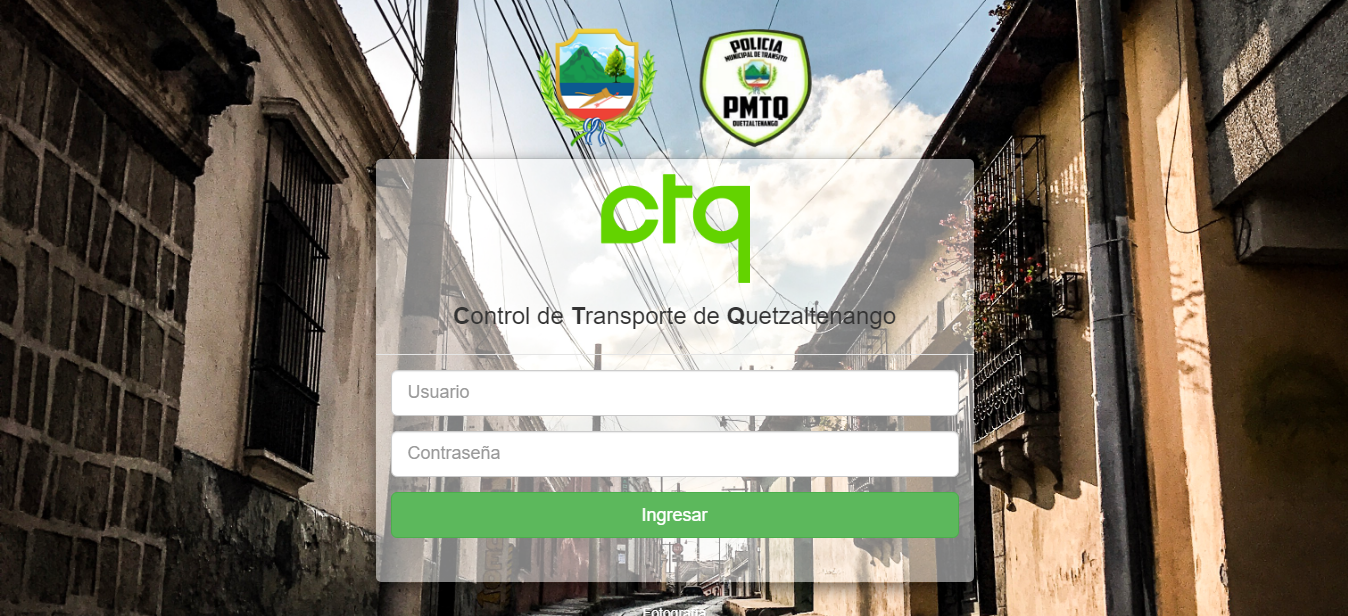 POLICIA
MUNICIPAL DE TRANSITO
PMTQ
QUETZALTENANGO
ctq
Control de Transporte de Quetzaltenango
Usuario
Contraseña
Ingresar
Fotografía